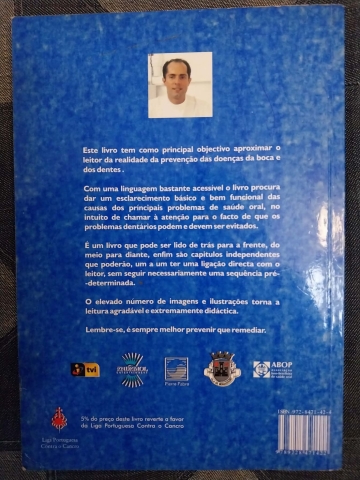 Este livro tem como principal objectivo aproximar o
leitor da realidade da prevenção das doenças da boca e
dos dentes.
Com uma linguagem bastante acessível o livro procura
dar um esclarecimento básico e bem funcional das
causas dos principais problemas de saúde oral, no
intuito de chamar à atenção para o facto de que os
problemas dentários podem e devem ser evitados.
É um livro que pode ser lido de trás para a frente, do
meio para diante, enfim são capítulos independentes
que poderão, um a um ter uma ligação directa com o
leitor, sem seguir necessariamente uma sequência pré-
-determinada.
O elevado número de imagens e ilustrações torna a
leitura agradável e extremamente didáctica.
Lembre-se, é sempre melhor prevenir que remediar.
tvi
Pierre Fabre
ABOP
Liga Portuguesa
Contra o Cancro
5% do preço deste livro reverte a favor
da Liga Portuguesa Contra o Cancro